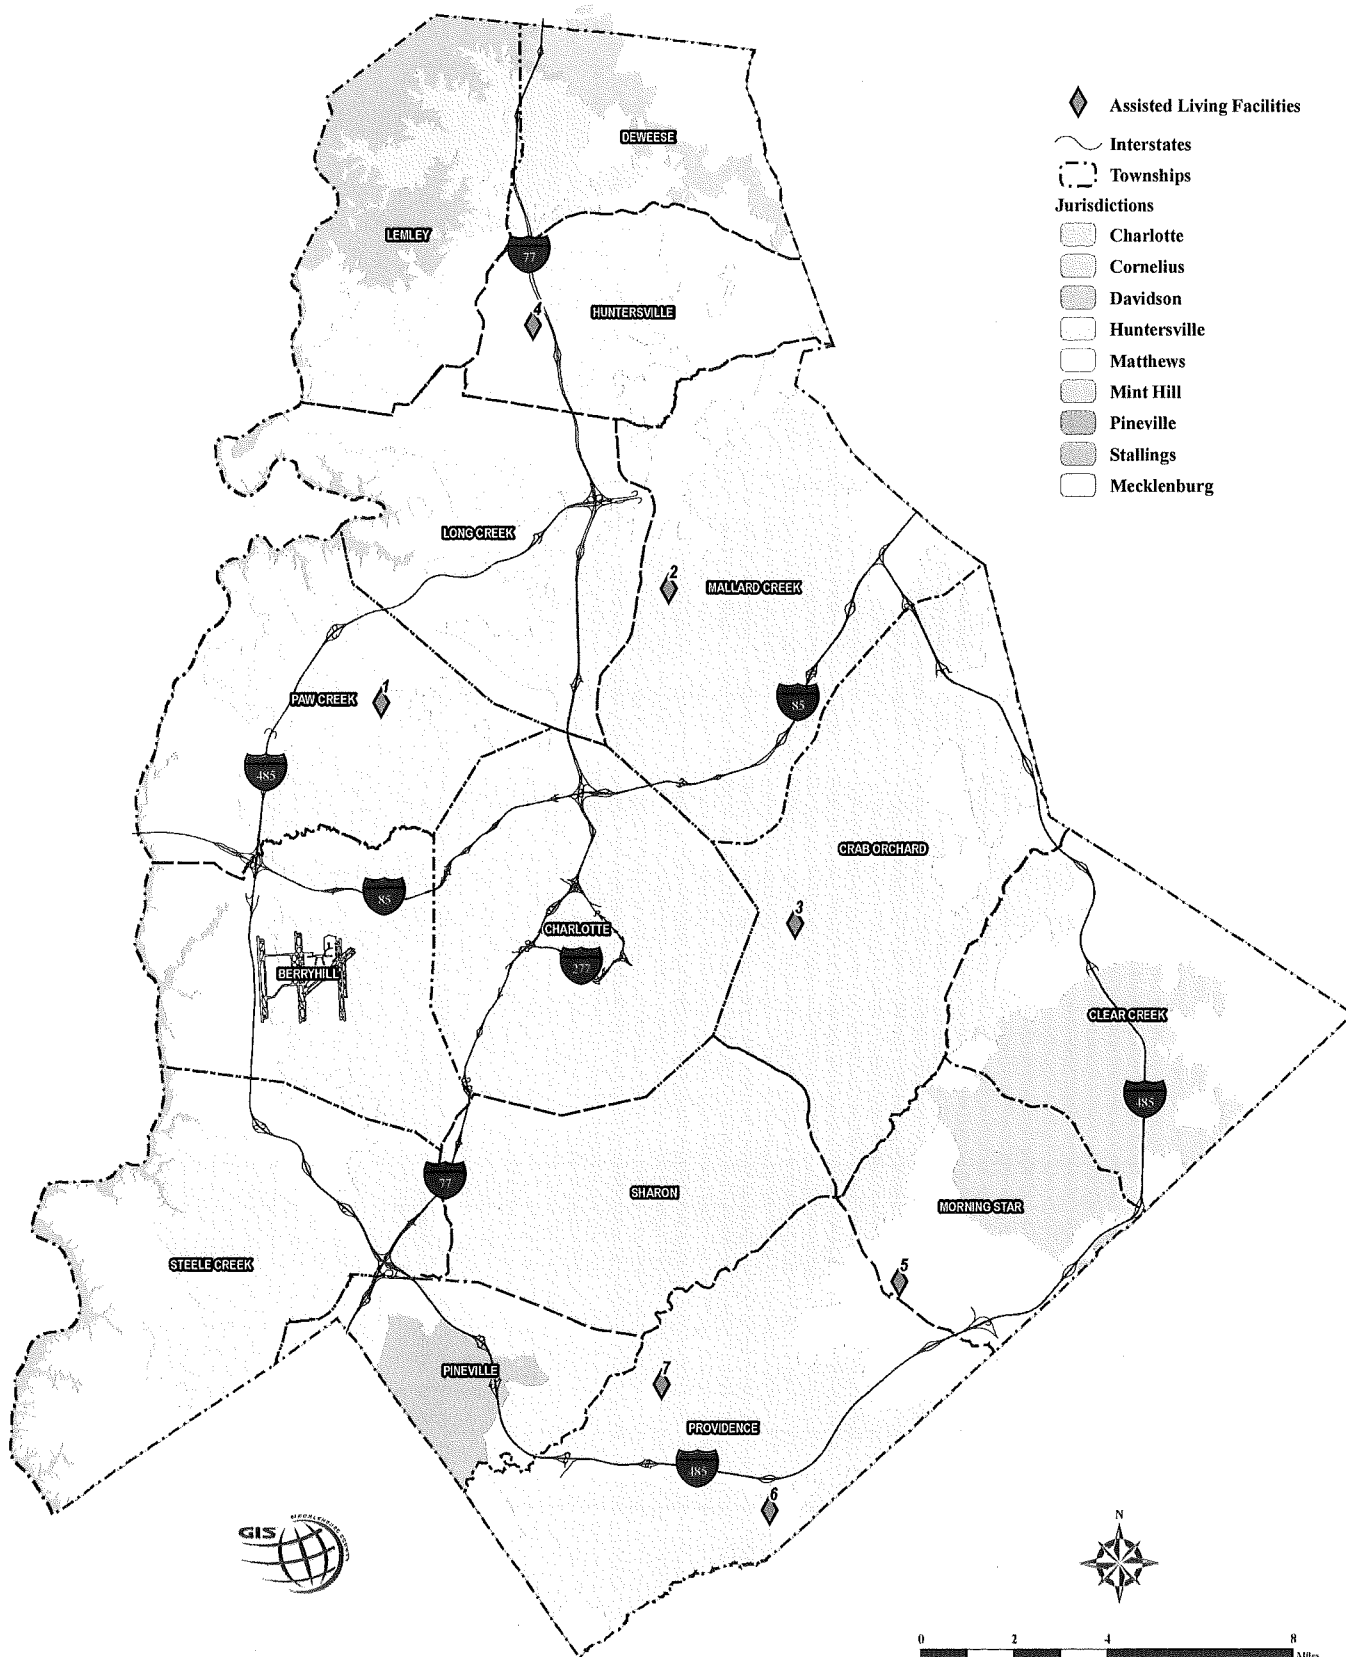 Assisted Living Facilities
Interstates
Townships
Jurisdictions
Charlotte
Cornelius
Davidson
Huntersville
Matthews
Mint Hill
Pineville
Stallings
Mecklenburg
DEWEESE
LEMLEY
77
4
HUNTERSVILLE
LONG CREEK
2
MALLARD CREEK
1
PAW CREEK
85
485
CRAB ORCHARD
85
3
CHARLOTTE
277
BERRYHILL
CLEAR CREEK
485
77
SHARON
MORNING STAR
STEELE CREEK
5
PINEVILLE
7
PROVIDENCE
485
6
GIS
MECKLENBURG COUNTY
N
0 2 4 8
Miles